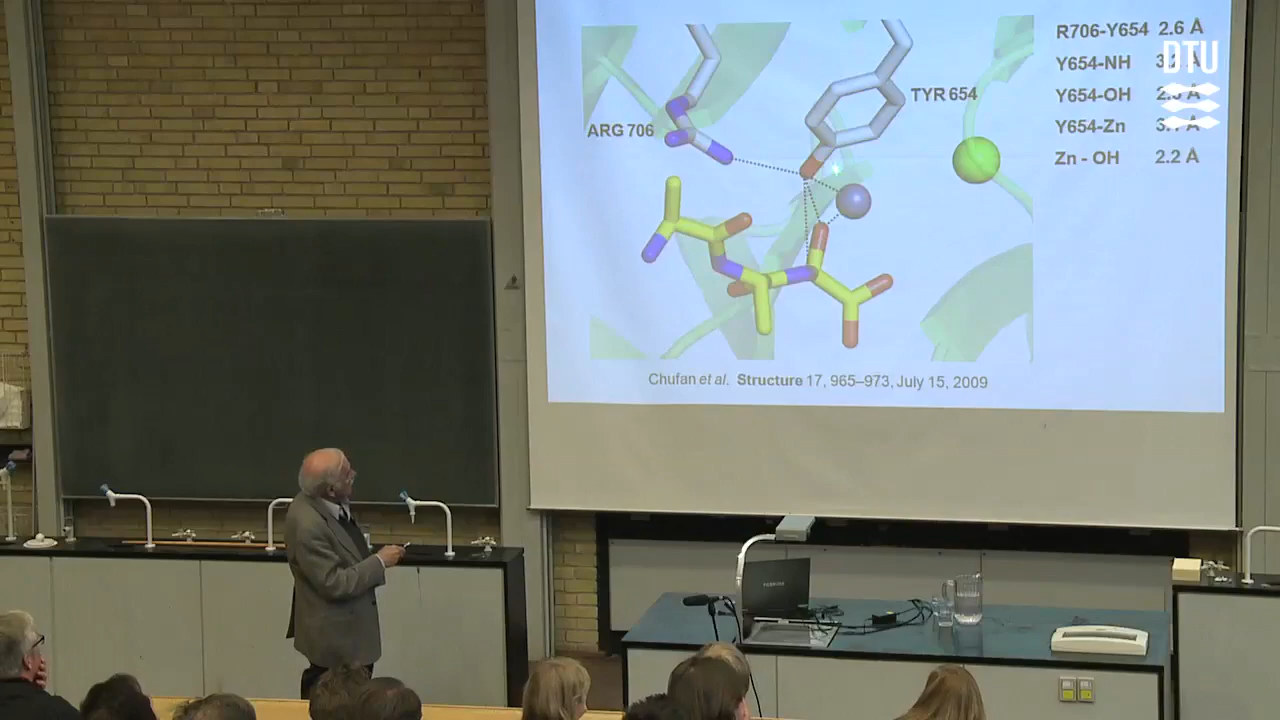 R706-Y654 2.6 Å
Y654-NH Å
DTU
Y654-OH Å
TYR 654
ARG 706
Y654-Zn Å
Zn - OH 2.2 Å
Chufan et al. Structure 17, 965–973, July 15, 2009
TOSHIBA